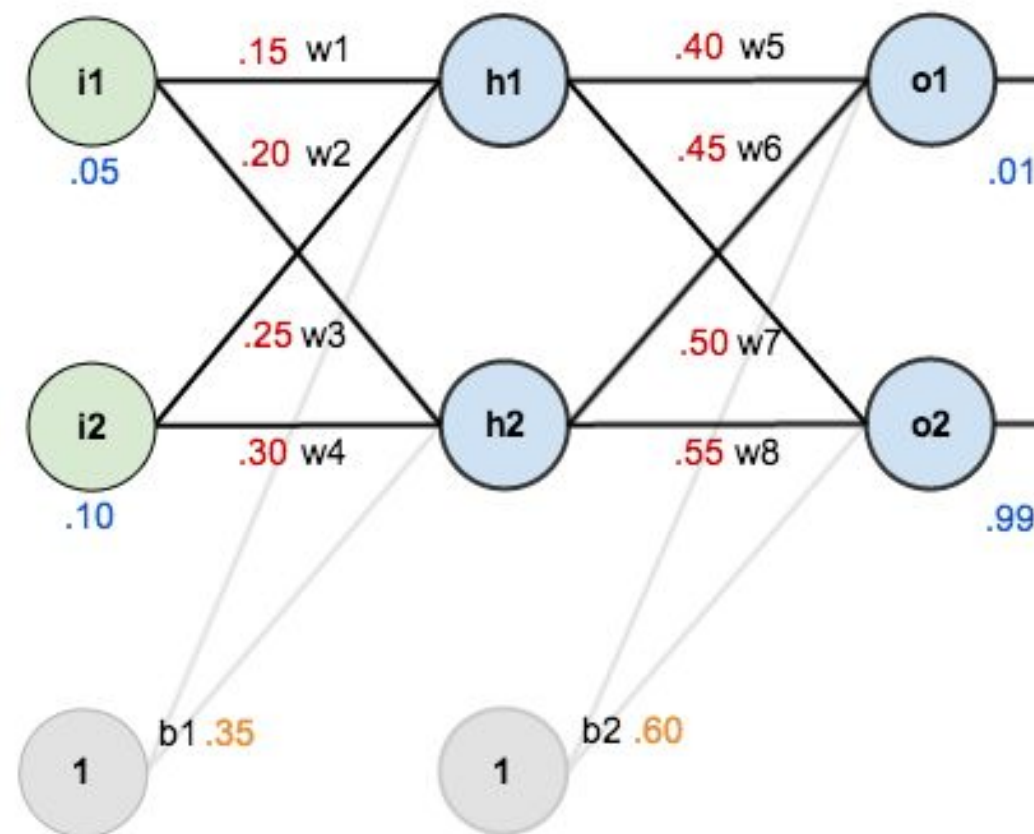 .15 w1
.40 w5
i1
h1
o1
.20 w2
.45 w6
.05
.01
.25 w3
.50 w7
i2
h2
o2
.30 w4
.55 w8
.10
.99
b1 .35
b2 .60
1
1